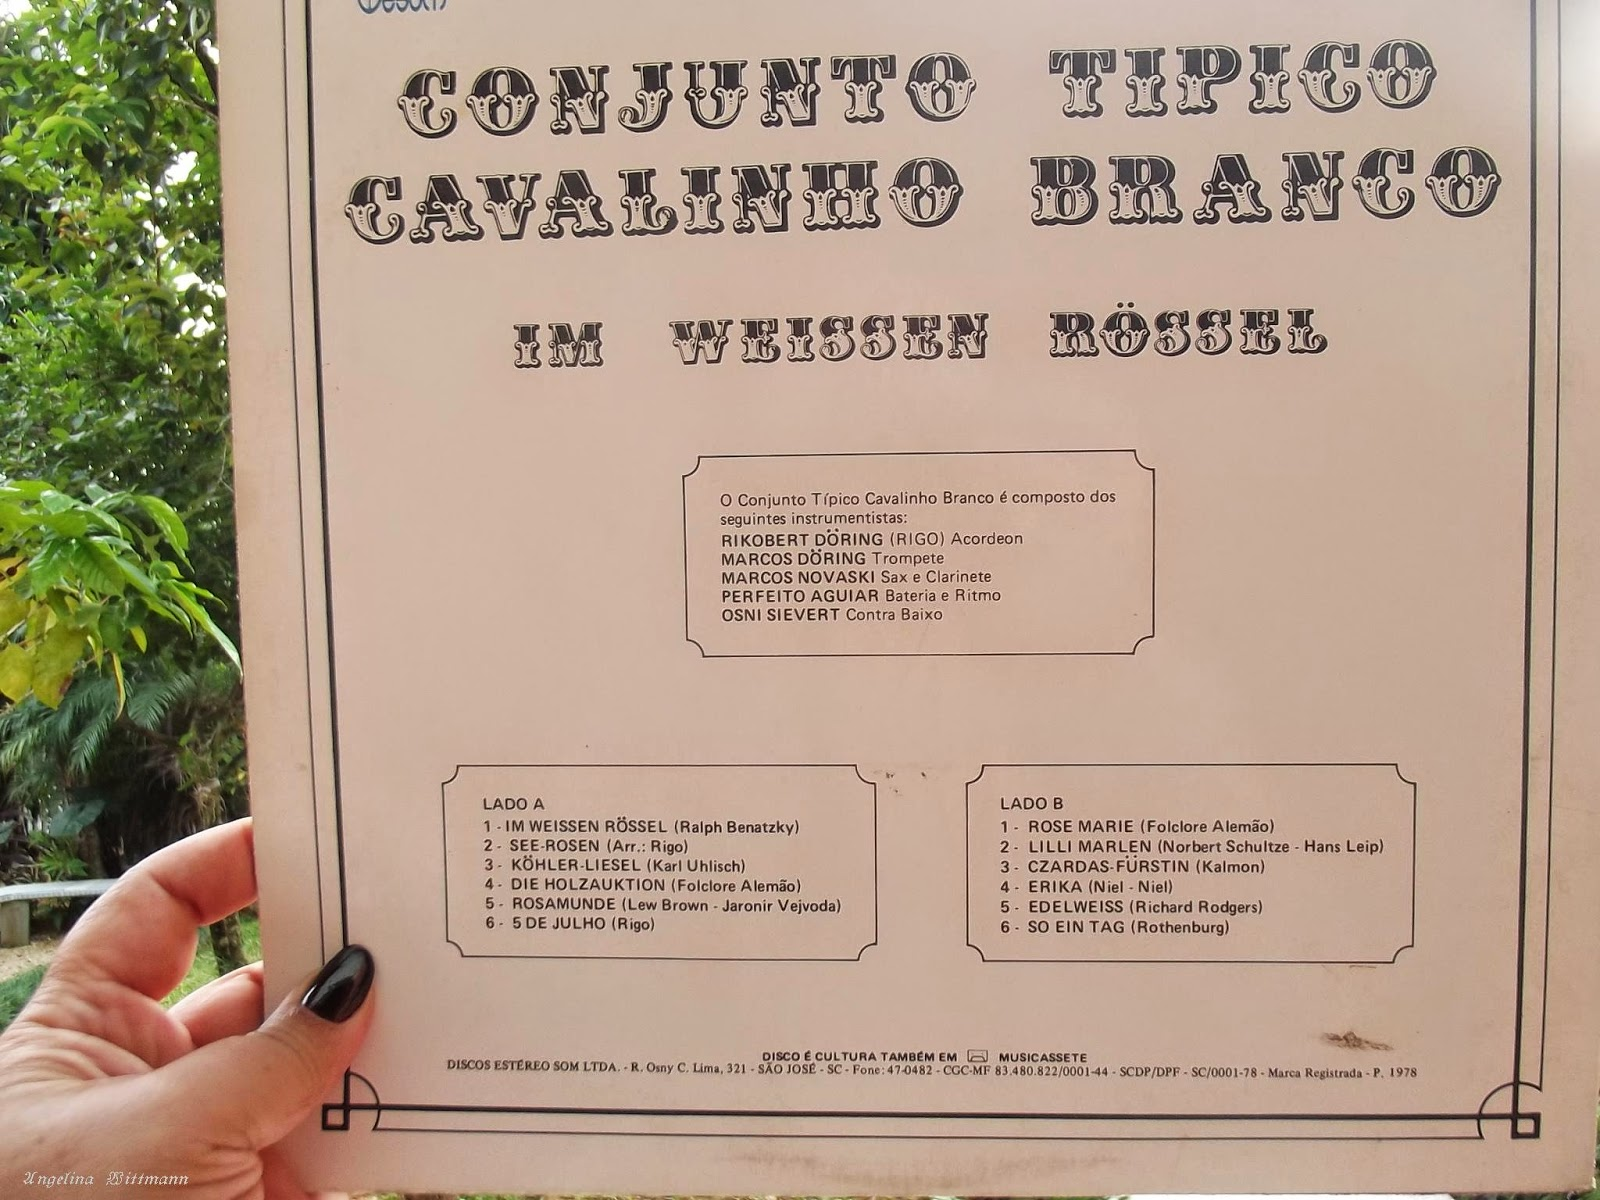 CONJUNTO TIPICO
CAVALINHO BRANCO
IM WEISSEN RÖSSEL
O Conjunto Típico Cavalinho Branco é composto dos
seguintes instrumentistas:
RIKOBERT DÖRING (RIGO) Acordeon
MARCOS DÖRING Trompete
MARCOS NOVASKI Sax e Clarinete
PERFEITO AGUIAR Bateria e Ritmo
OSNI SIEVERT Contra Baixo
LADO A
1 - IM WEISSEN RÖSSEL (Ralph Benatzky)
2 - SEE-ROSEN (Arr.: Rigo)
3 - KÖHLER-LIESEL (Karl Uhlisch)
4 - DIE HOLZAUKTION (Folclore Alemão)
5 - ROSAMUNDE (Lew Brown - Jaronir Vejvoda)
6 - 5 DE JULHO (Rigo)
LADO B
1 - ROSE MARIE (Folclore Alemão)
2 - LILLI MARLEN (Norbert Schultze - Hans Leip)
3 - CZARDAS-FÜRSTIN (Kalmon)
4 - ERIKA (Niel - Niel)
5 - EDELWEISS (Richard Rodgers)
6 - SO EIN TAG (Rothenburg)
DISCO É CULTURA TAMBÉM EM MUSICASSETE
DISCOS ESTÉREO SOM LTDA. - R. Osny C. Lima, 321 - SÃO JOSÉ - SC - Fone: 47-0482 - CGC-MF 83.480.822/0001-44 - SCDP/DPF - SC/0001-78 - Marca Registrada - P. 1978
Angelina Wittmann